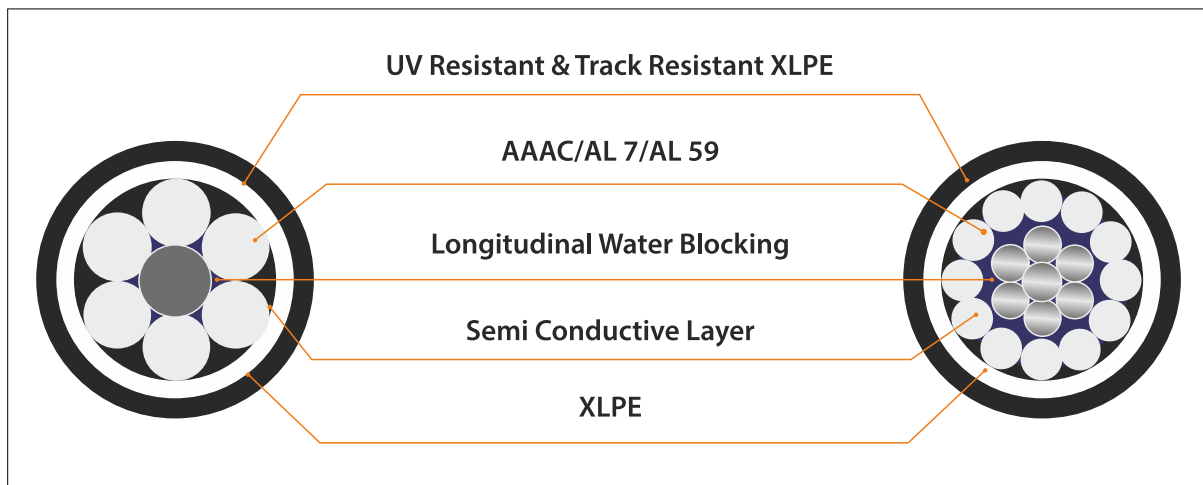 UV Resistant & Track Resistant XLPE
AAAC/AL 7/AL 59
Longitudinal Water Blocking
Semi Conductive Layer
XLPE